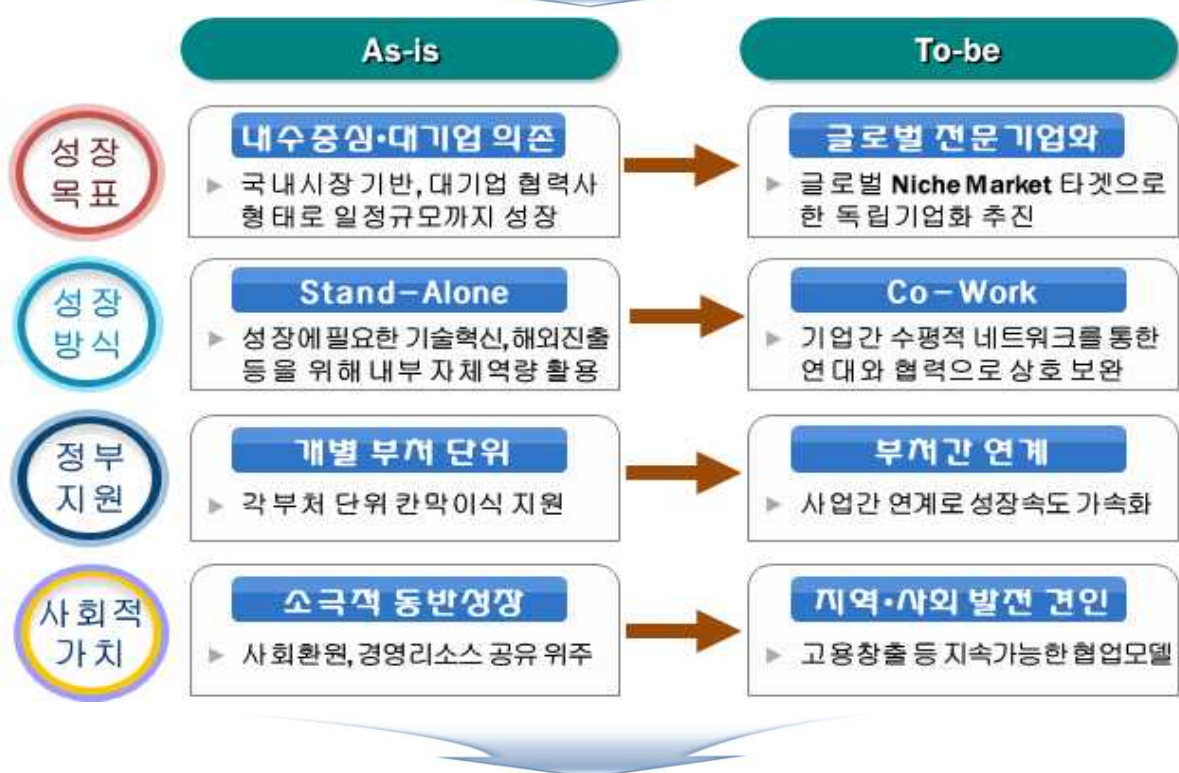 As-is
To-be
성장
목표
내수중심·대기업 의존
▶ 국내시장 기반, 대기업 협력사
형태로 일정규모까지 성장
글로벌 전문기업화
▶ 글로벌 Niche Market 타겟으로
한 독립기업화 추진
성장
방식
Stand-Alone
▶ 성장에 필요한 기술혁신, 해외진출
등을 위해 내부 자체역량 활용
Co-Work
▶ 기업간 수평적 네트워크를 통한
연대와 협력으로 상호 보완
정부
지원
개별 부처 단위
▶ 각 부처 단위 칸막이식 지원
부처간 연계
▶ 사업간 연계로 성장속도 가속화
사회적
가치
소극적 동반성장
▶ 사회환원, 경영리소스 공유 위주
지역·사회 발전 견인
▶ 고용창출 등 지속가능한 협업모델